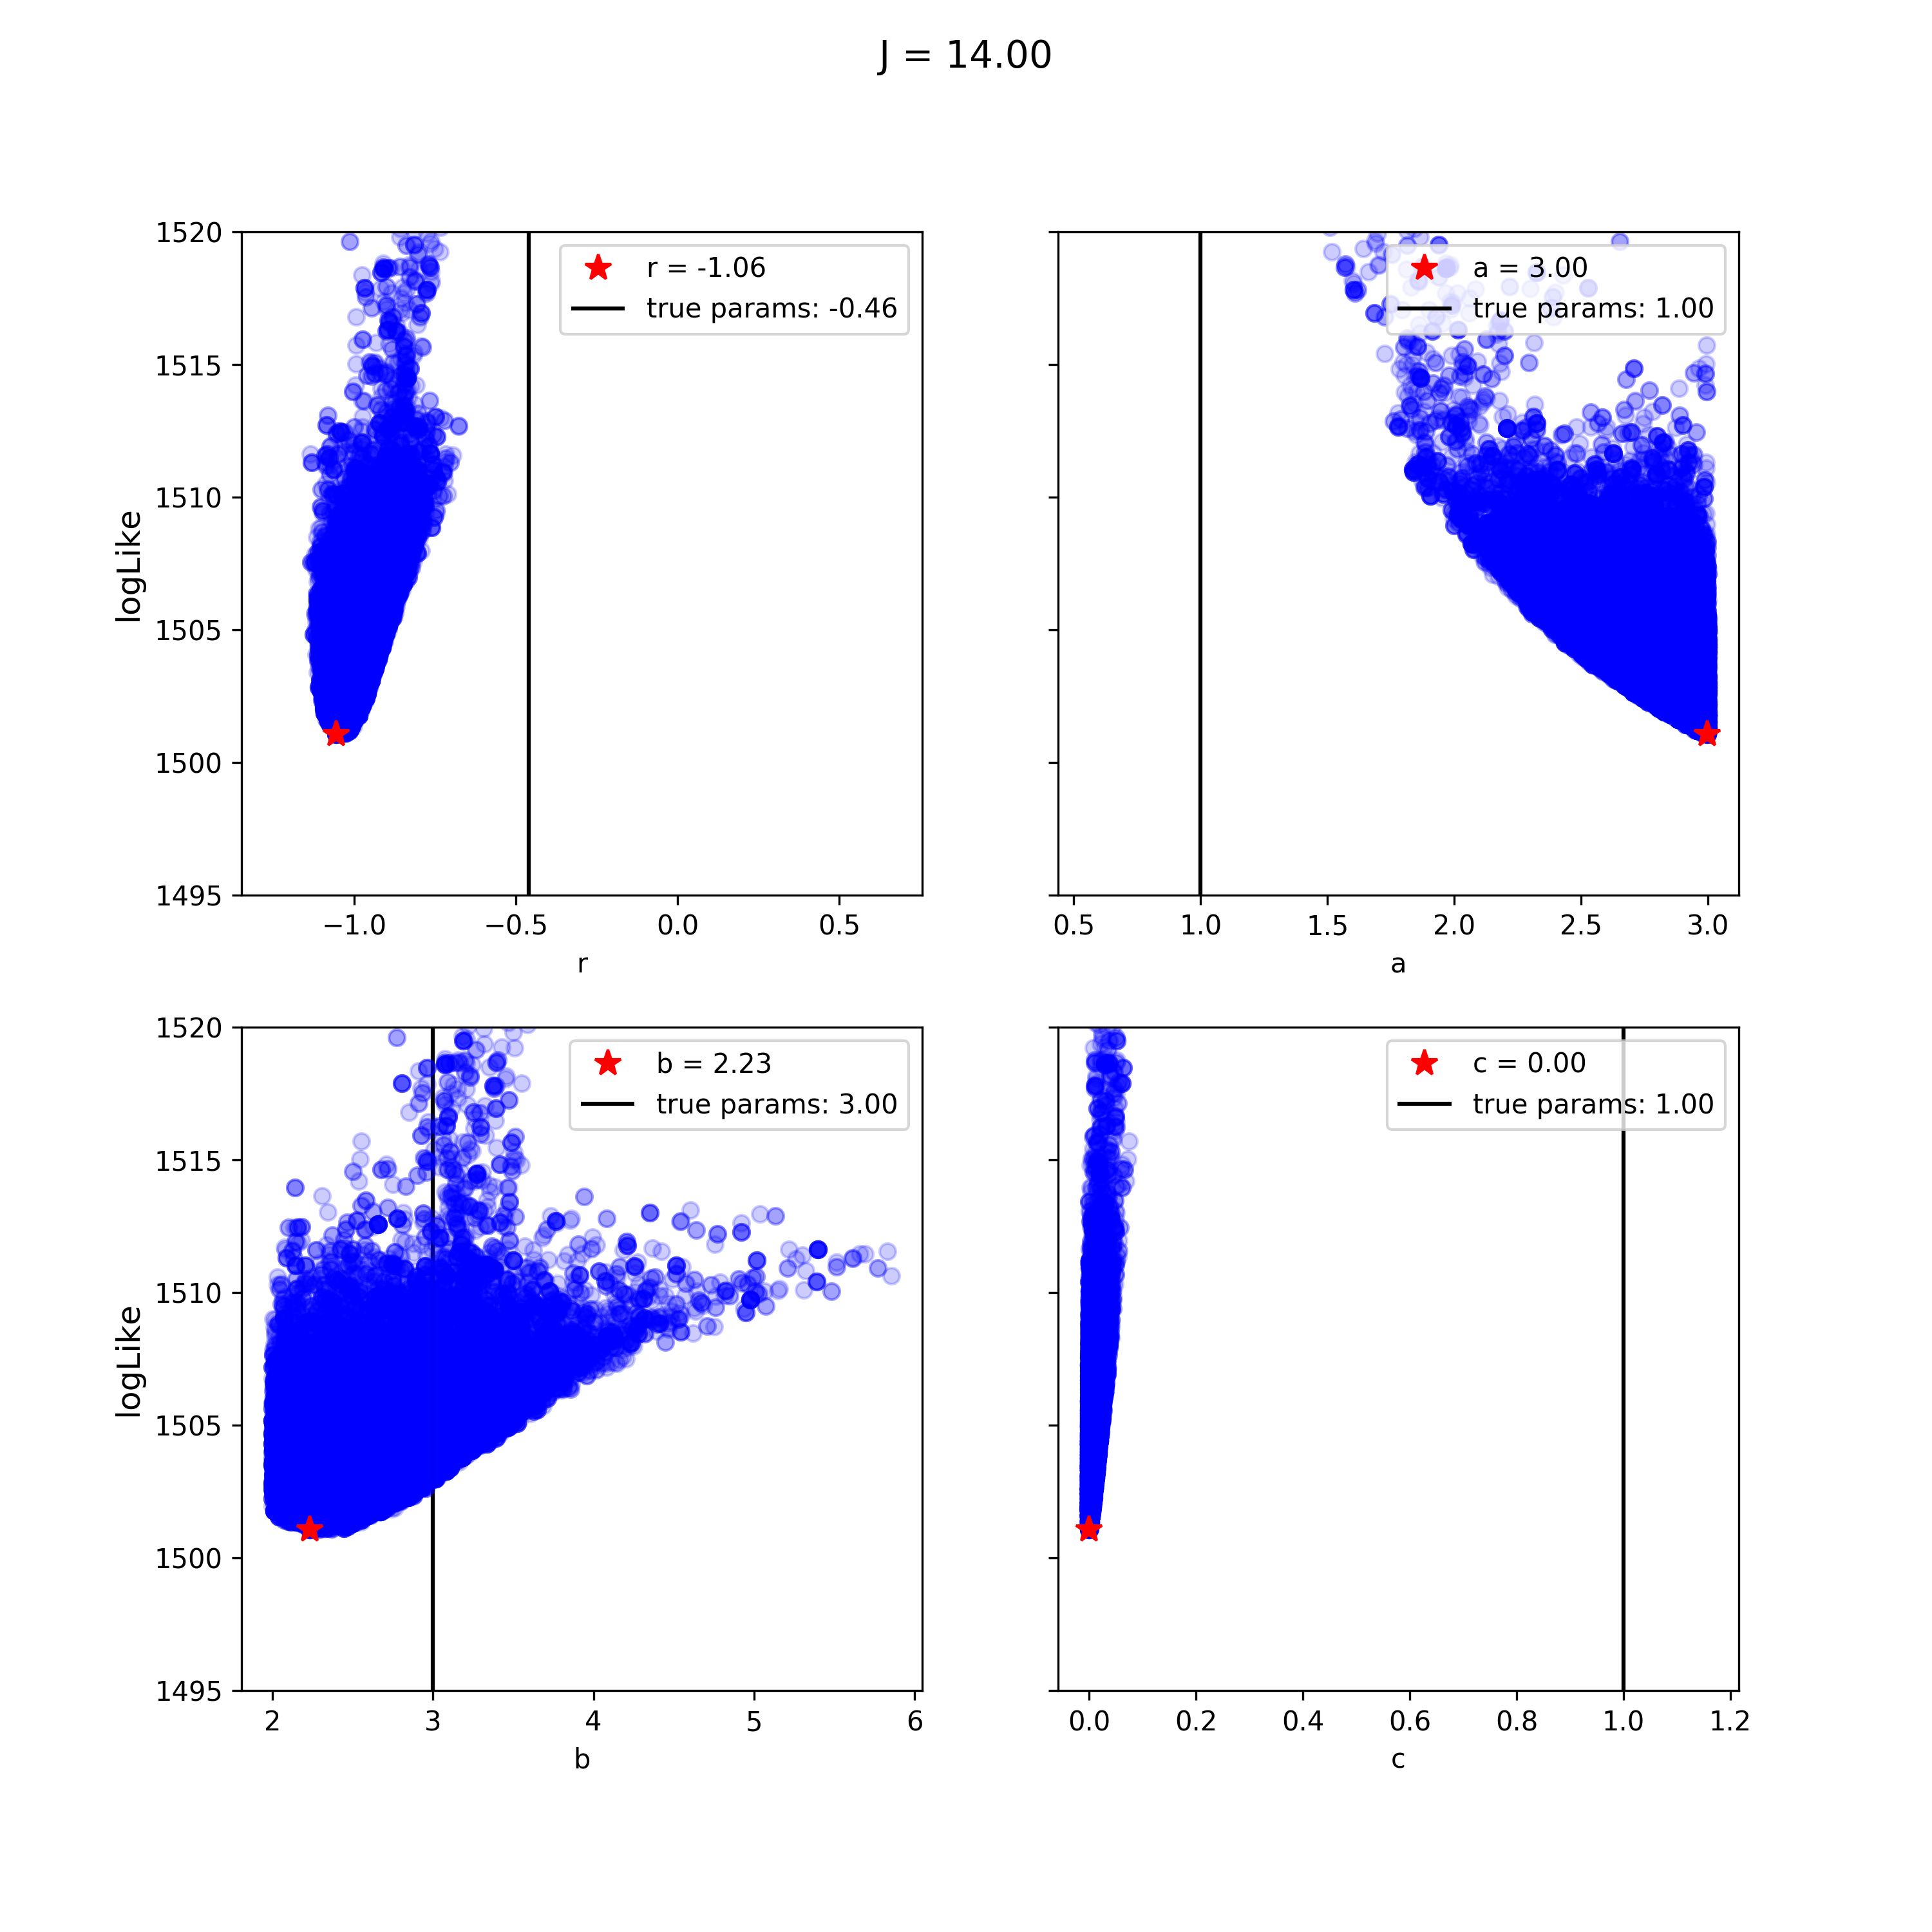 J = 14.00
1520
1515
1510
1505
1500
1495
logLike
r = -1.06
true params: -0.46
−1.0
−0.5
0.0
0.5
r
a = 3.00
true params: 1.00
0.5
1.0
1.5
2.0
2.5
3.0
a
1520
1515
1510
1505
1500
1495
logLike
b = 2.23
true params: 3.00
2
3
4
5
6
b
c = 0.00
true params: 1.00
0.0
0.2
0.4
0.6
0.8
1.0
1.2
c